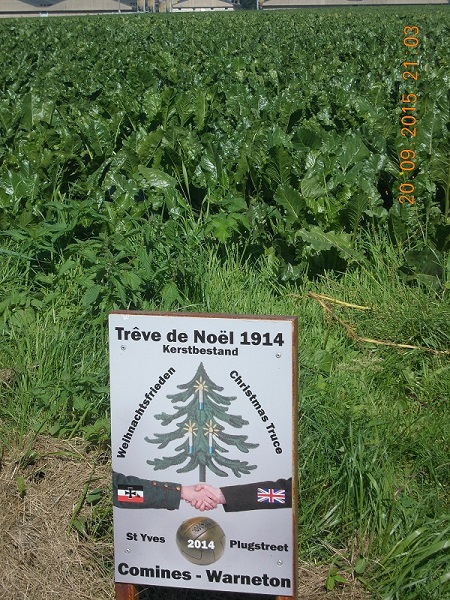 20 09 2015 21 03
Trêve de Noël 1914
Kerstbestand
Weihnachtsfrieden
Christmas Truce
St Yves
2014
Plugstreet
Comines - Warneton